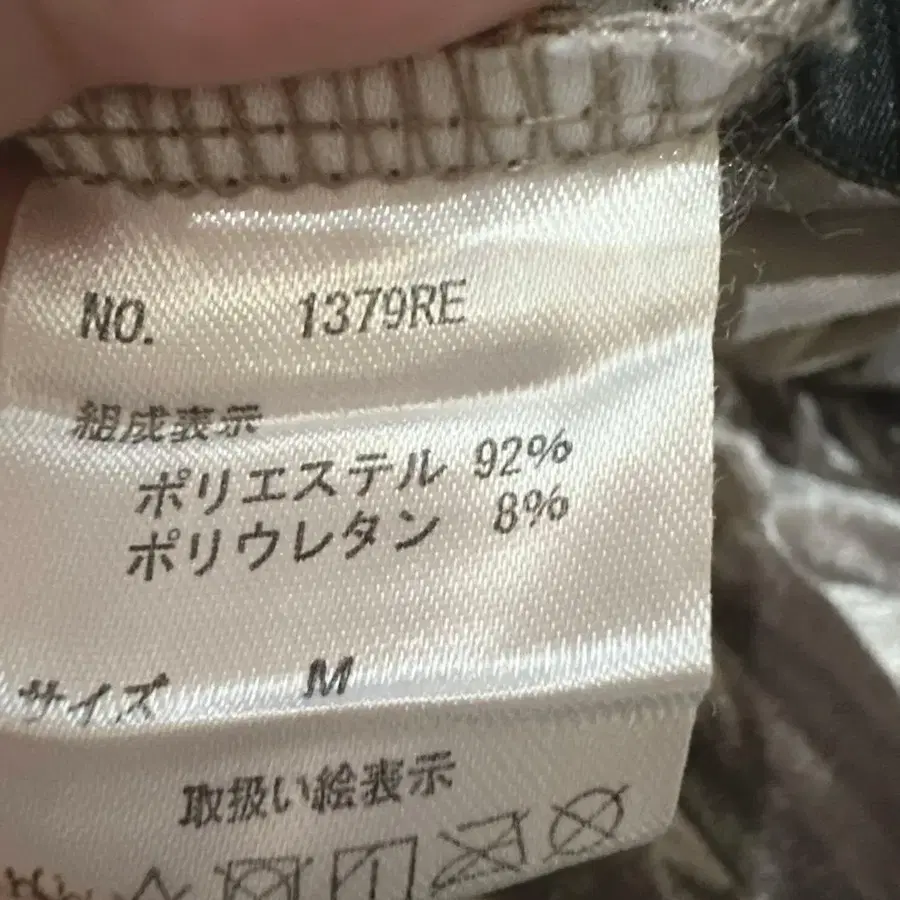 NO. 1379RE
組成表示
ポリエステル 92%
ポリウレタン 8%
サイズ M
取扱い絵表示